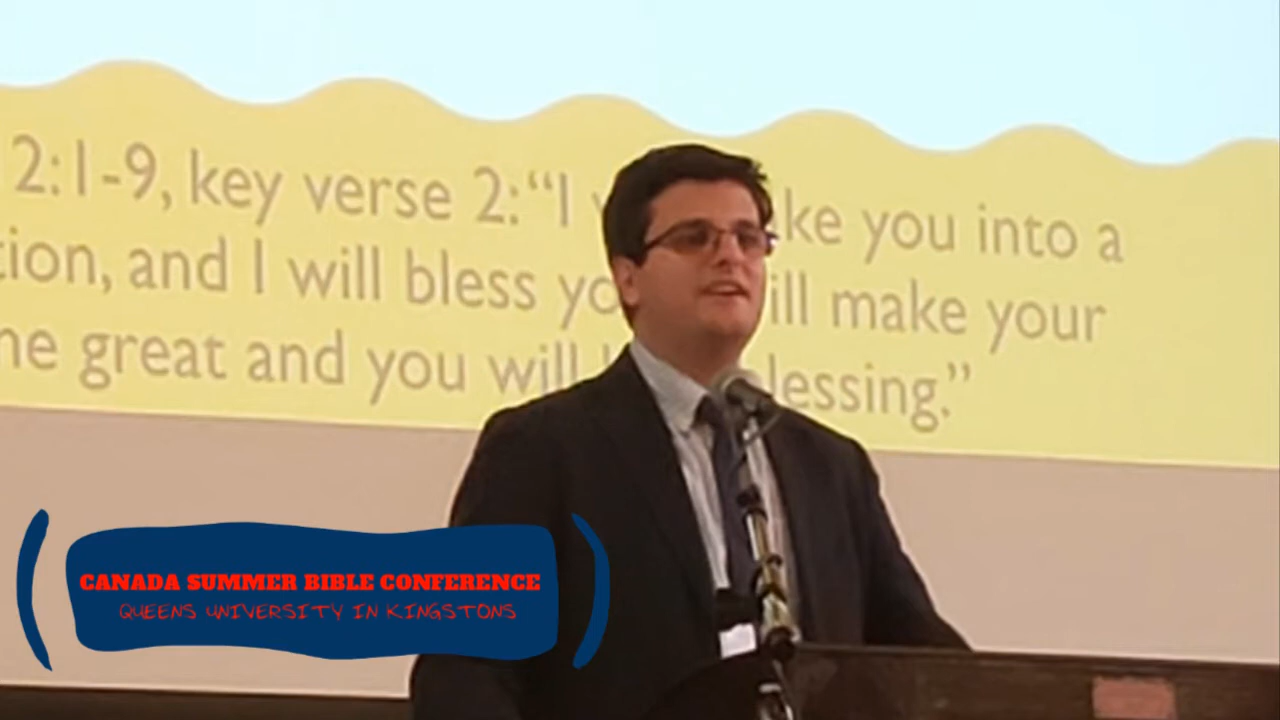 2:1-9, key verse 2: "I ke you into a
tion, and I will bless yo ill make your
me great and you will lessing."
CANADA SUMMER BIBLE CONFERENCE
QUEENS UNIVERSITY IN KINGSTONS